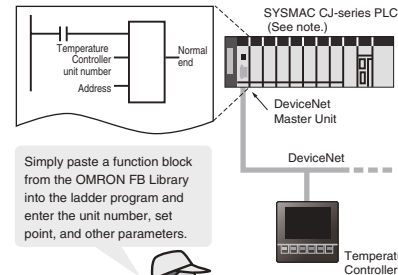 SYSMAC CJ-series PLC
(See note.)
Temperature
Controller
unit number
Address
Normal
end
DeviceNet
Master Unit
DeviceNet
Simply paste a function block
from the OMRON FB Library
into the ladder program and
enter the unit number, set
point, and other parameters.
Controller